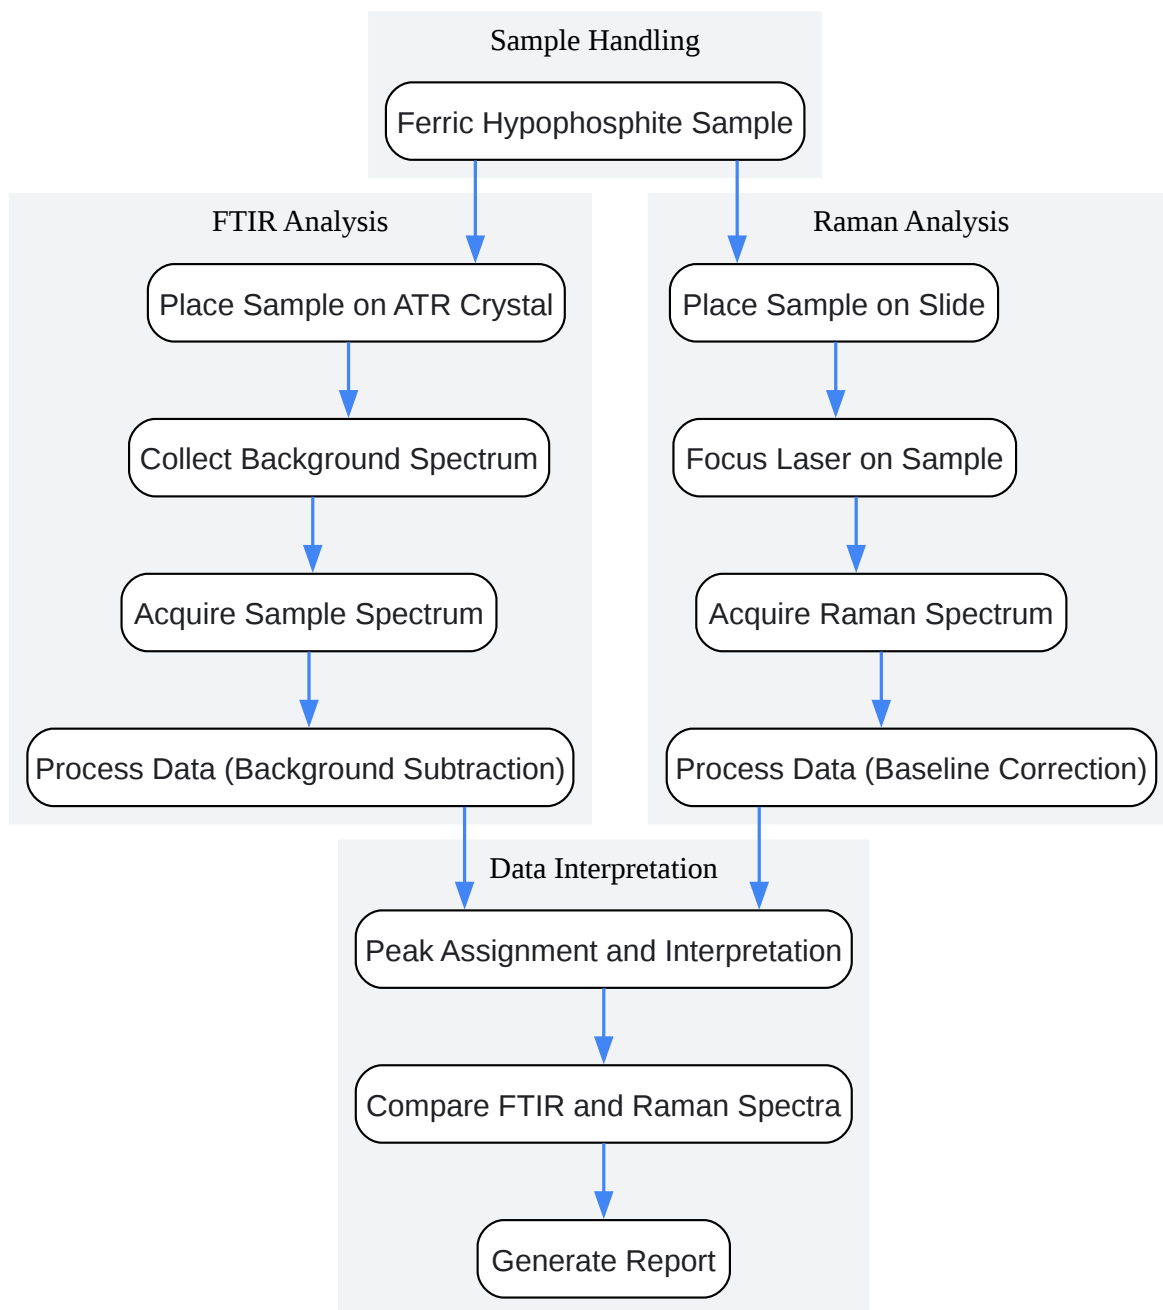 Sample Handling
Ferric Hypophosphite Sample
FTIR Analysis
Place Sample on ATR Crystal
Collect Background Spectrum
Acquire Sample Spectrum
Process Data (Background Subtraction)
Raman Analysis
Place Sample on Slide
Focus Laser on Sample
Acquire Raman Spectrum
Process Data (Baseline Correction)
Data Interpretation
Peak Assignment and Interpretation
Compare FTIR and Raman Spectra
Generate Report